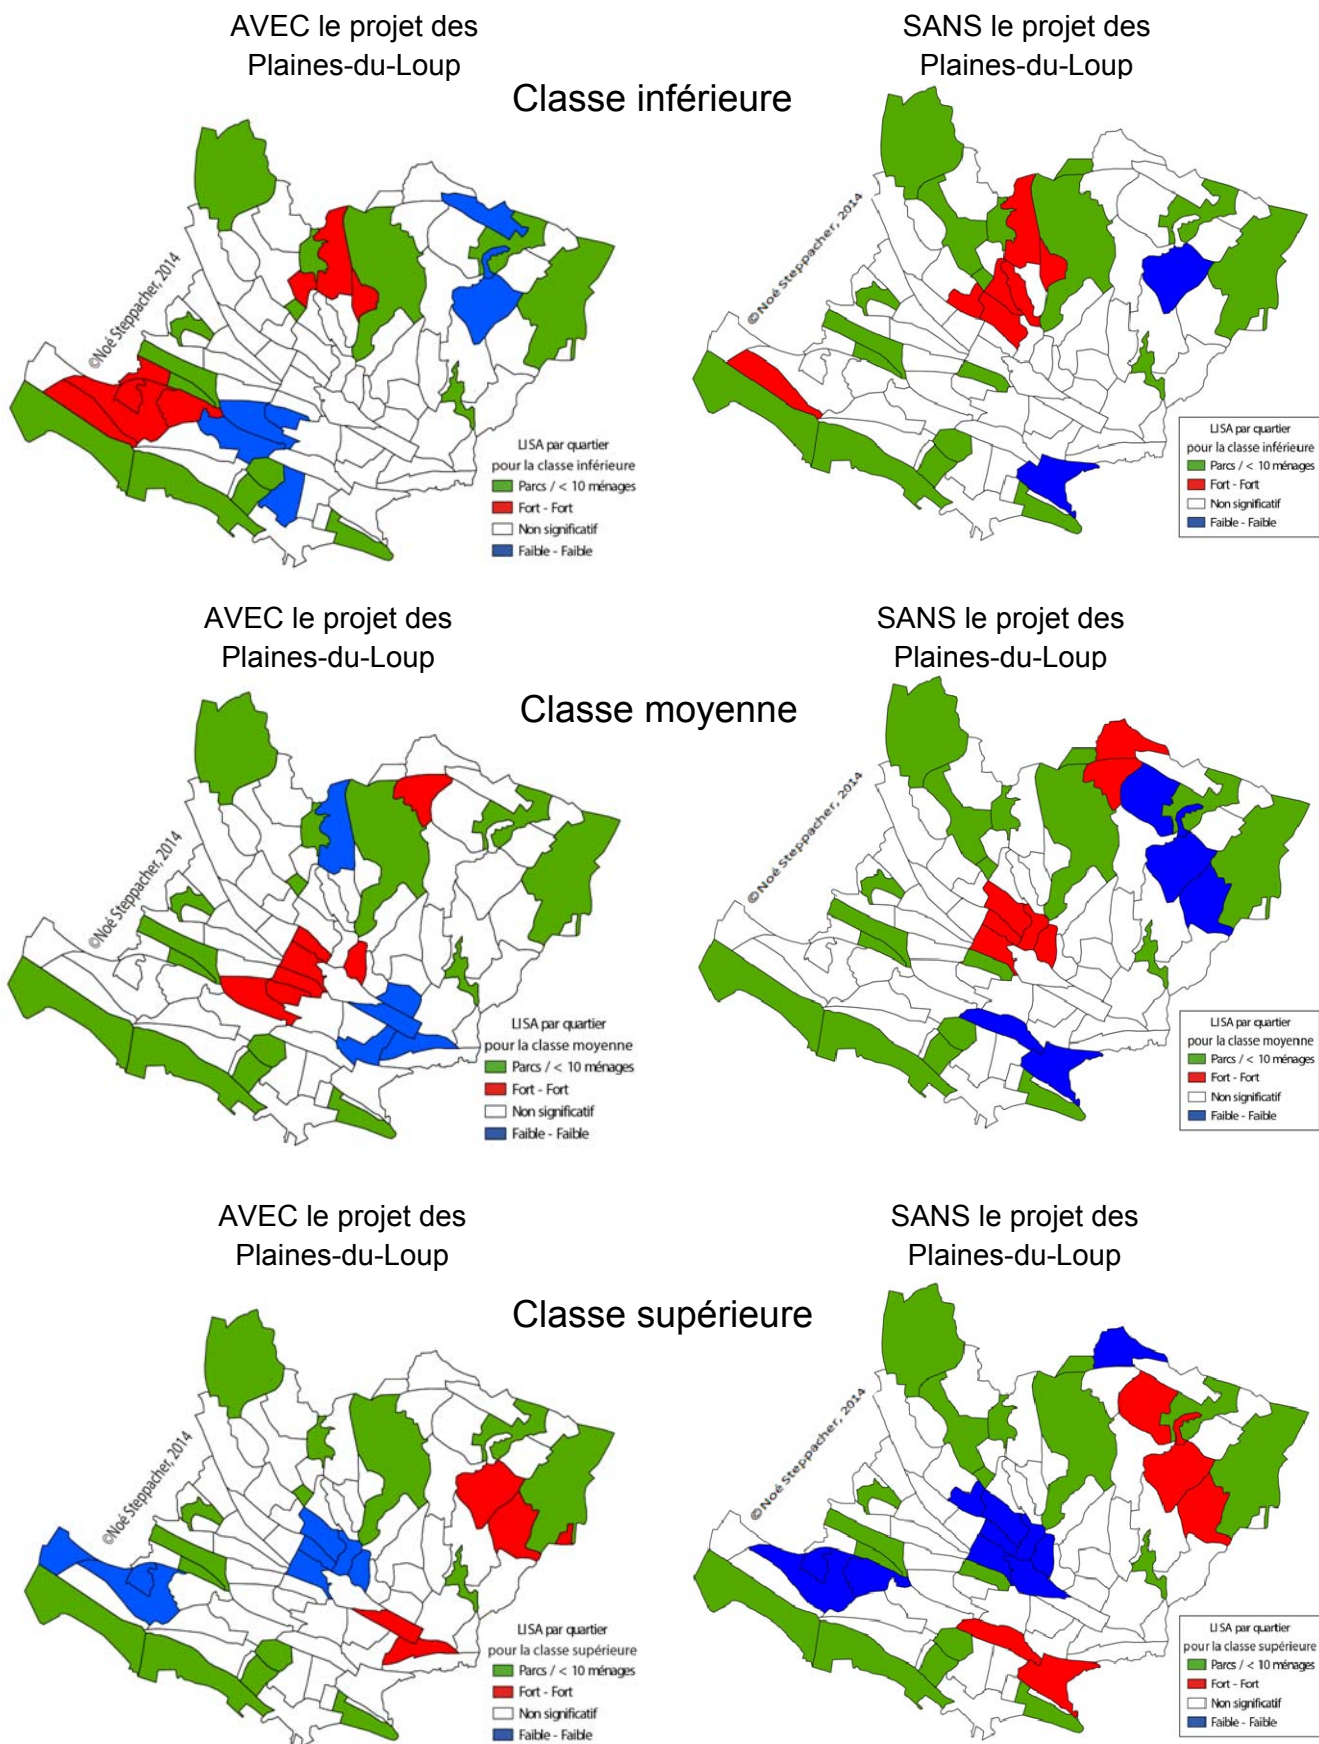 AVEC le projet des
Plaines-du-Loup
SANS le projet des
Plaines-du-Loup
Classe inférieure
©Noé Steppacher, 2014
LISA par quartier
pour la classe inférieure
Parcs / < 10 ménages
Fort - Fort
Non significatif
Faible - Faible
© Noé Steppacher, 2014
LISA par quartier
pour la classe inférieure
Parcs / < 10 ménages
Fort - Fort
Non significatif
Faible - Faible
AVEC le projet des
Plaines-du-Loup
SANS le projet des
Plaines-du-Loup
Classe moyenne
©Noé Steppacher, 2014
LISA par quartier
pour la classe moyenne
Parcs / < 10 ménages
Fort - Fort
Non significatif
Faible - Faible
© Noé Steppacher, 2014
LISA par quartier
pour la classe moyenne
Parcs / < 10 ménages
Fort - Fort
Non significatif
Faible - Faible
AVEC le projet des
Plaines-du-Loup
SANS le projet des
Plaines-du-Loup
Classe supérieure
©Noé Steppacher, 2014
LISA par quartier
pour la classe supérieure
Parcs / < 10 ménages
Fort - Fort
Non significatif
Faible - Faible
© Noé Steppacher, 2014
LISA par quartier
pour la classe supérieure
Parcs / < 10 ménages
Fort - Fort
Non significatif
Faible - Faible